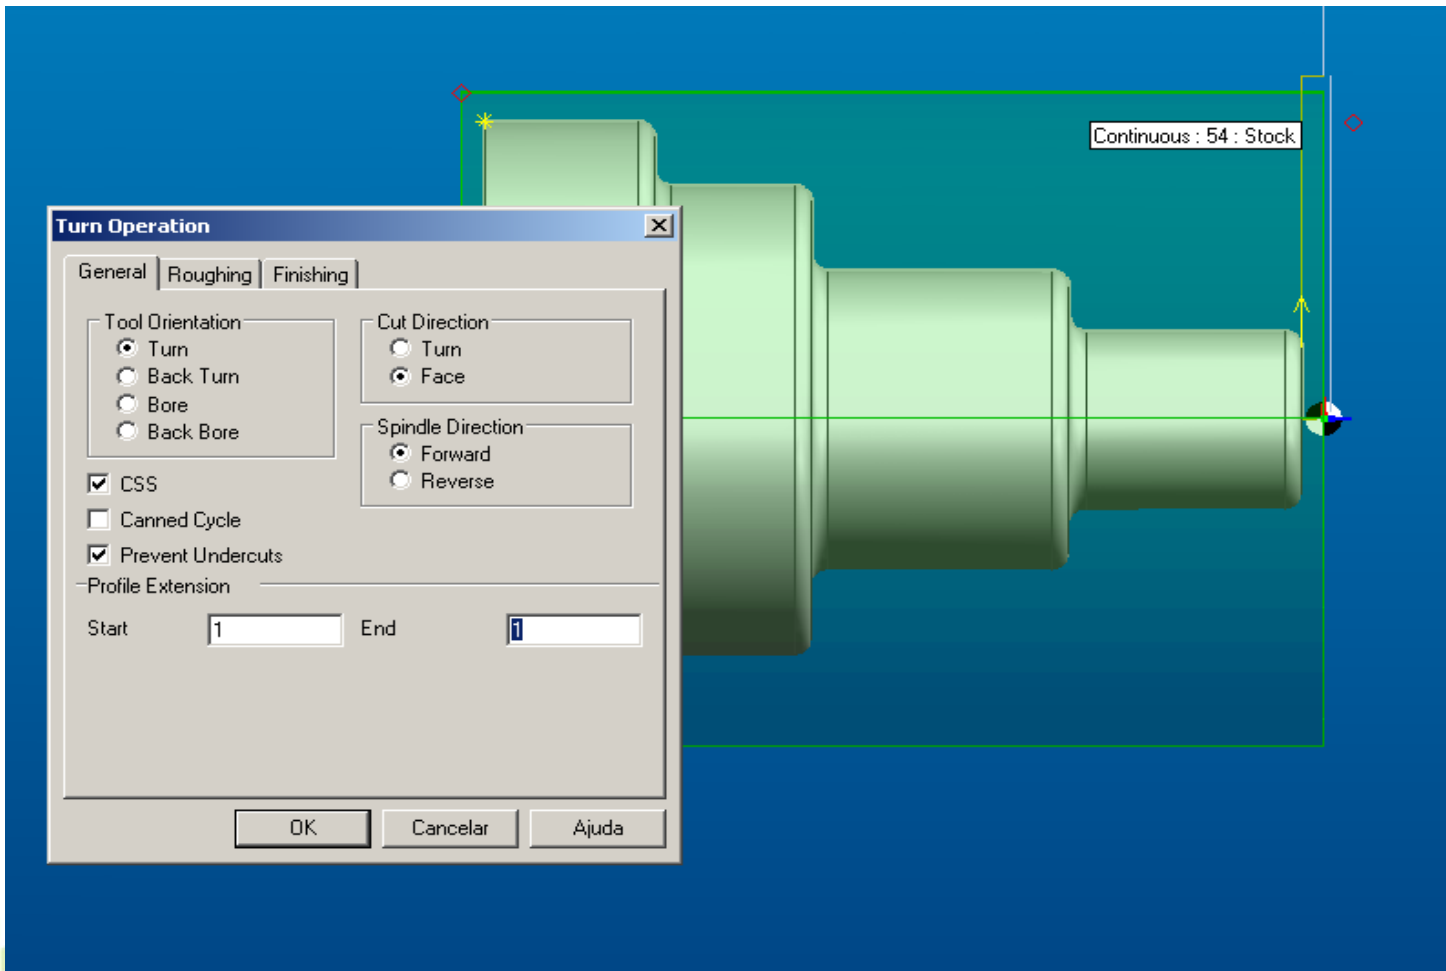 Continuous : 54 : Stock
Turn Operation
General Roughing Finishing
Tool Orientation Cut Direction
Turn Turn
Back Turn Face
Bore
Back Bore Spindle Direction
Forward
CSS Reverse
Canned Cycle
Prevent Undercuts
Profile Extension
Start 1 End 1
OK Cancelar Ajuda